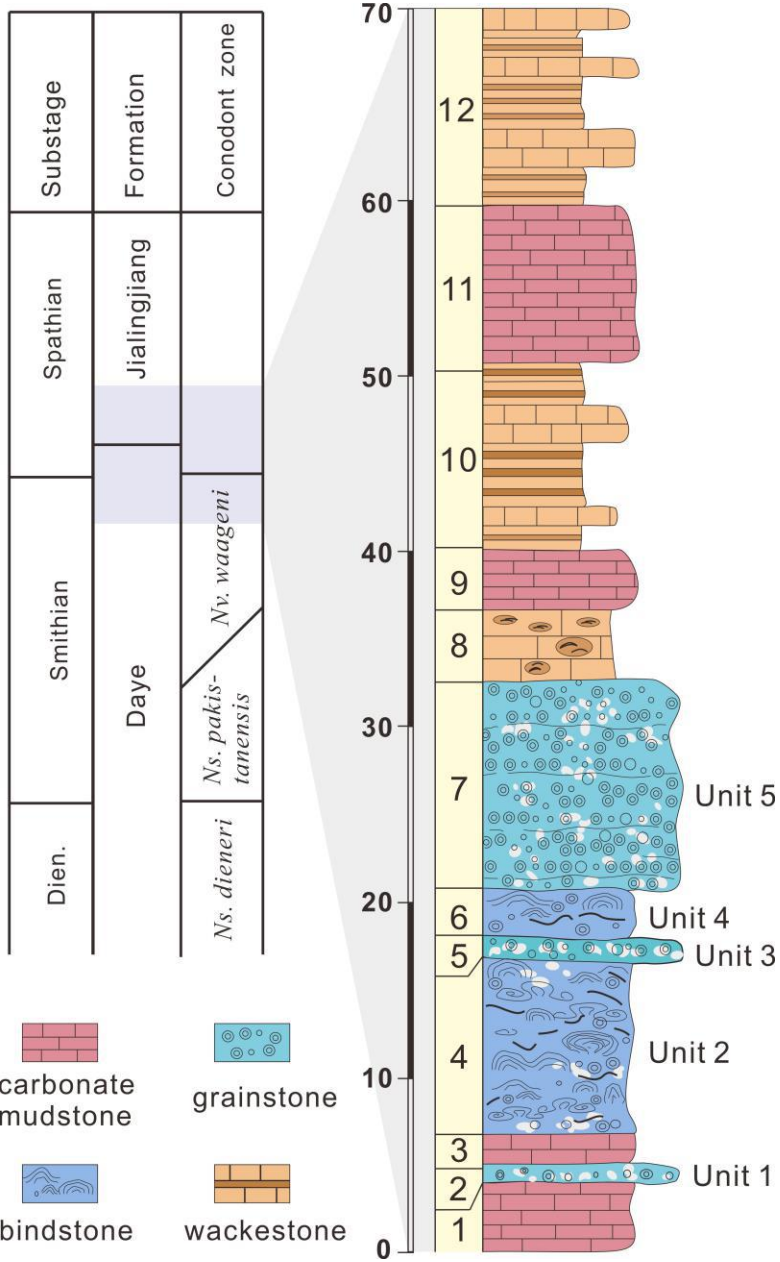 Substage
Formation
Conodont zone
Spathian
Jialingjiang
Smithian
Daye
Nv. waageni
Ns. pakis-
tanensis
Dien.
Ns. dieneri
70
60
50
40
30
20
10
0
12
11
10
9
8
7
6
5
4
3
2
1
Unit 5
Unit 4
Unit 3
Unit 2
Unit 1
carbonate
mudstone
grainstone
bindstone
wackestone